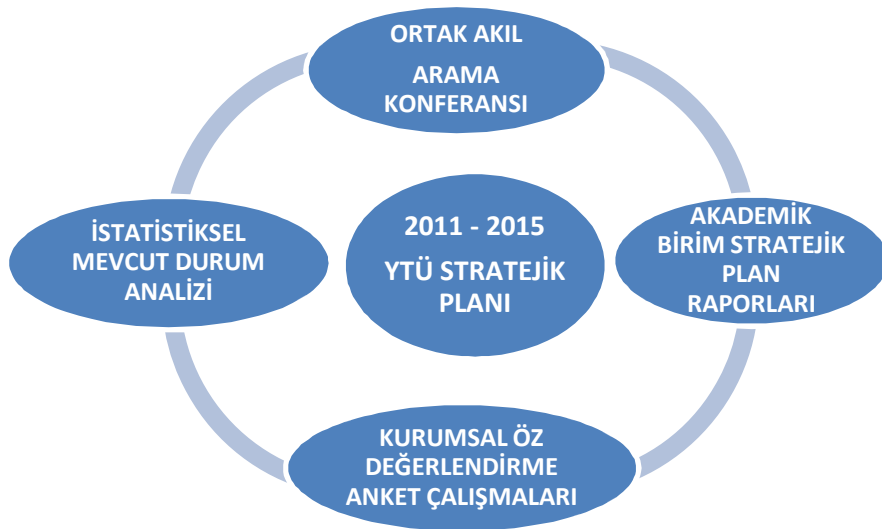 ORTAK AKIL
ARAMA
KONFERANSI
İSTATİSTİKSEL
MEVCUT DURUM
ANALİZİ
2011 - 2015
YTÜ STRATEJİK
PLANI
AKADEMİK
BİRİM STRATEJİK
PLAN
RAPORLARI
KURUMSAL ÖZ
DEĞERLENDİRME
ANKET ÇALIŞMALARI